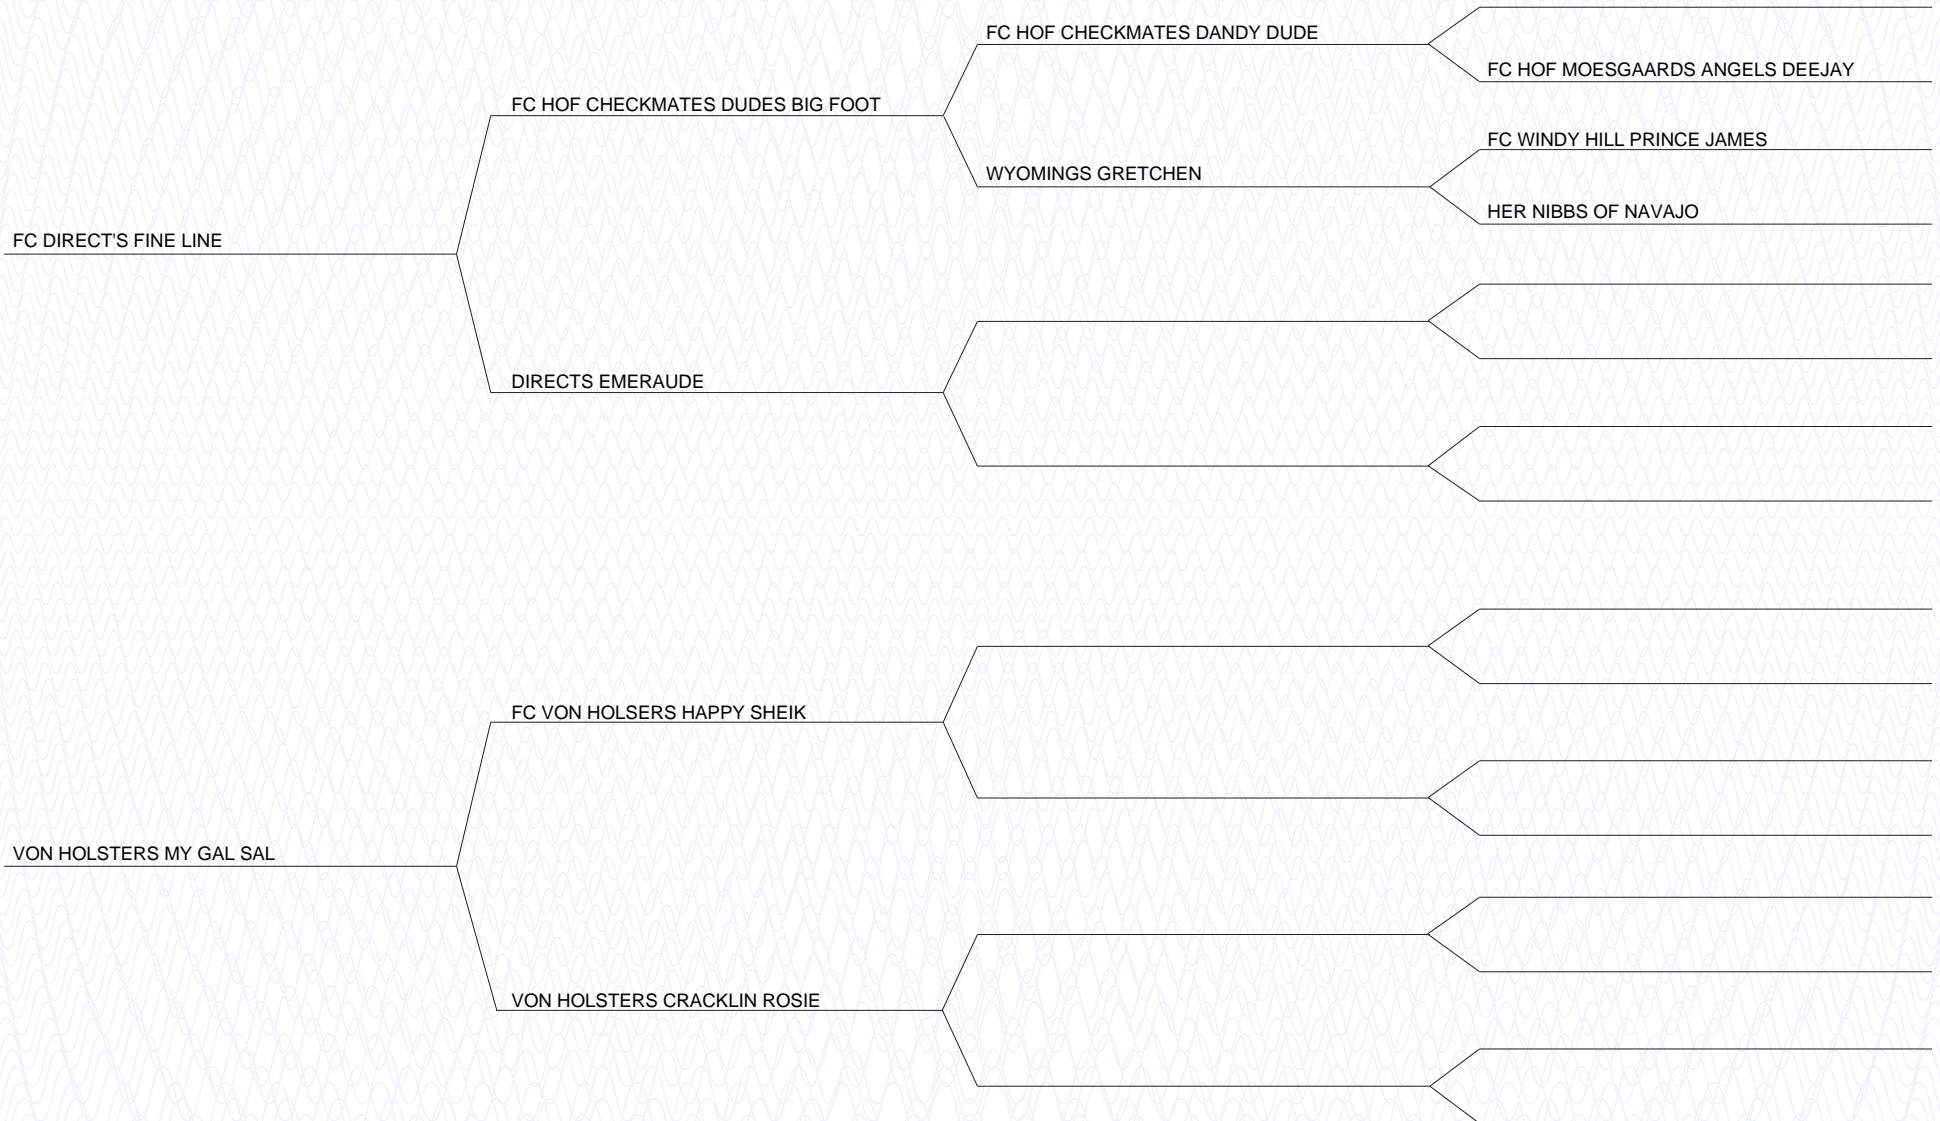 FC HOF CHECKMATES DANDY DUDE
FC HOF MOESGAARDS ANGELS DEEJAY
FC HOF CHECKMATES DUDES BIG FOOT
FC WINDY HILL PRINCE JAMES
WYOMINGS GRETCHEN
HER NIBBS OF NAVAJO
FC DIRECT'S FINE LINE
DIRECTS EMERAUDE
FC VON HOLSERS HAPPY SHEIK
VON HOLSTERS MY GAL SAL
VON HOLSTERS CRACKLIN ROSIE